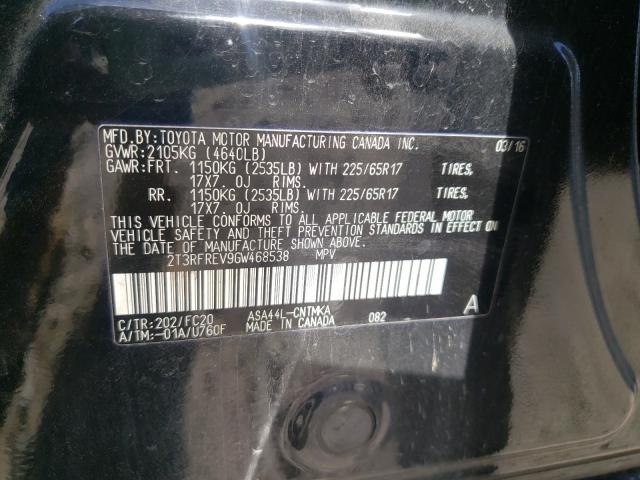 MFD.BY:TOYOTA MOTOR MANUFACTURING CANADA INC. 03/16
GVWR:2105KG (4640LB)
GAWR:FRT. 1150KG (2535LB) WITH 225/65R17 TIRES,
17X7.0J RIMS.
RR. 1150KG (2535LB) WITH 225/65R17 TIRES,
17X7.0J RIMS.
THIS VEHICLE CONFORMS TO ALL APPLICABLE FEDERAL MOTOR
VEHICLE SAFETY AND THEFT PREVENTION STANDARDS IN EFFECT ON
THE DATE OF MANUFACTURE SHOWN ABOVE.
2T3RFREV9GW468538 MPV
C/TR:202/FC20 ASA44L-CNTMKA A
A/TM:-01A/U760F MADE IN CANADA 082